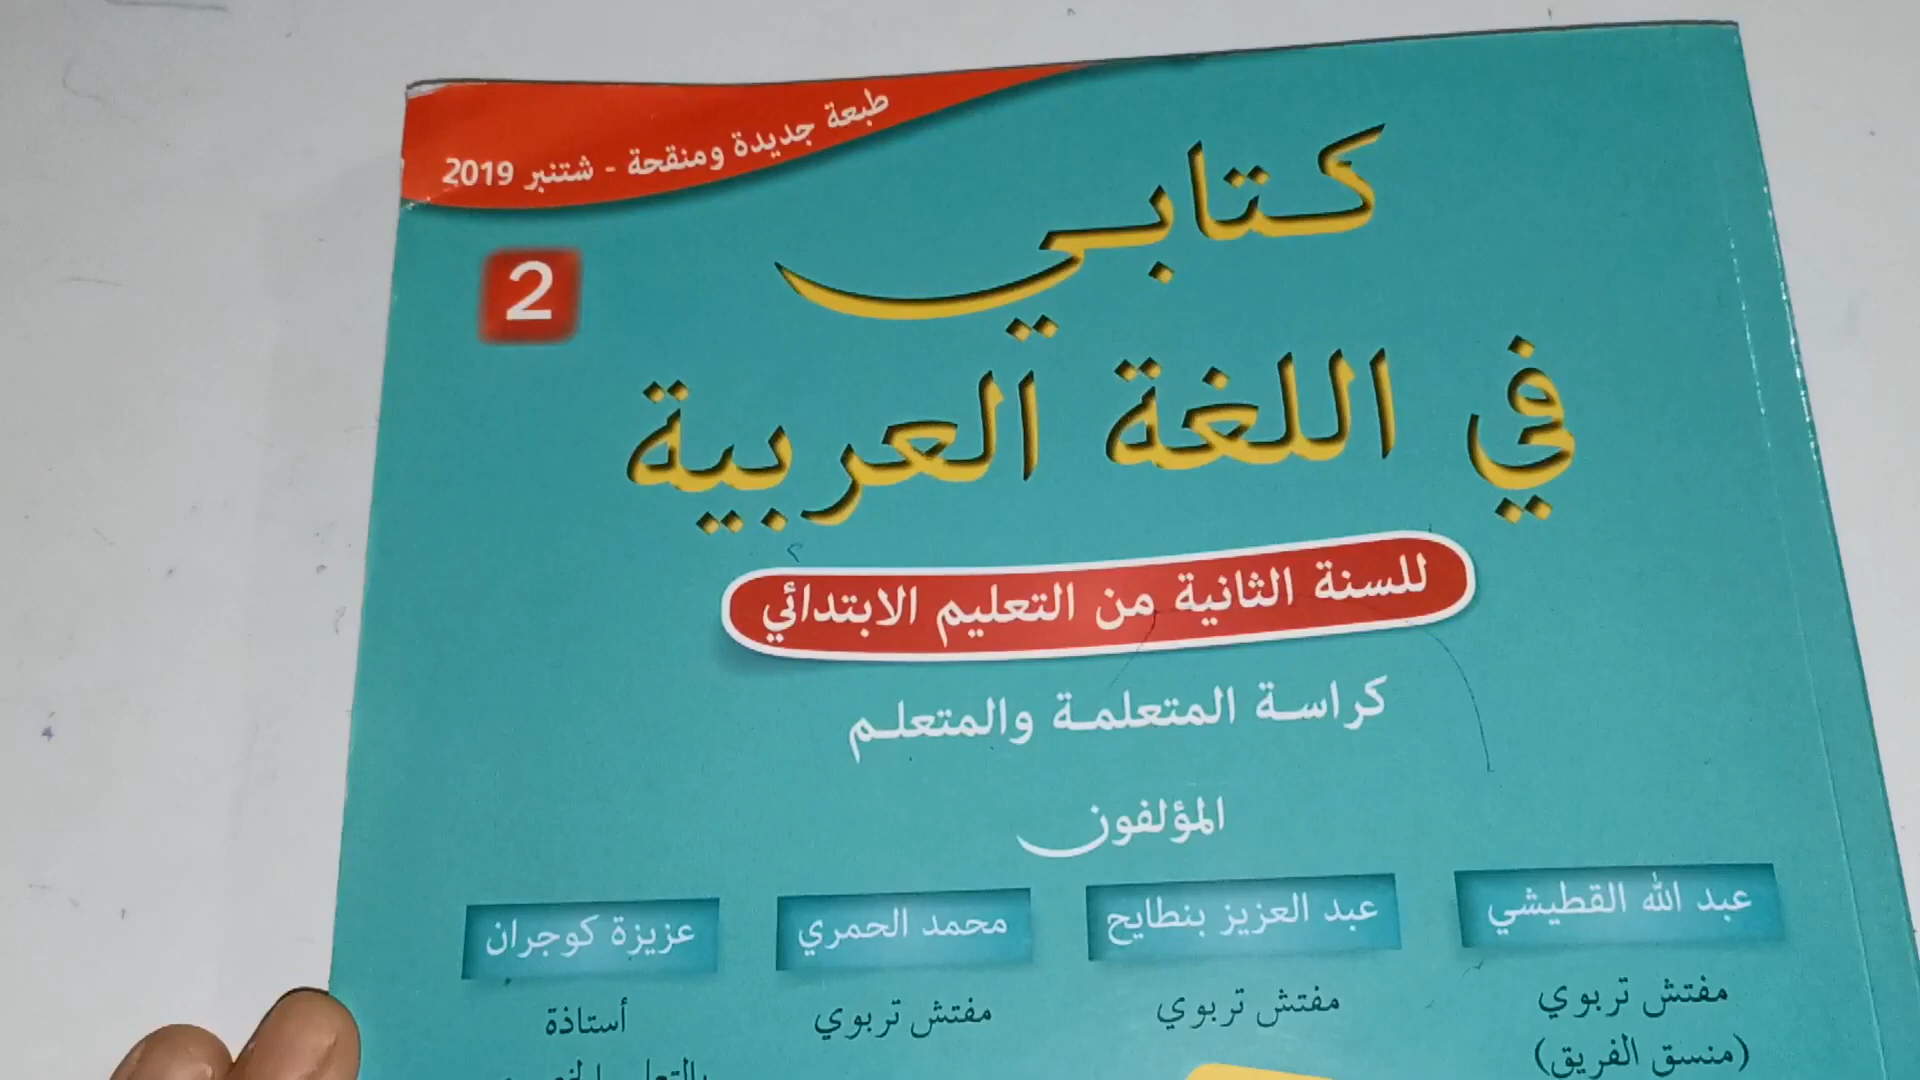 طبعة جديدة ومنقحة - شتنبر 2019
كتابي
2
في اللغة العربية
للسنة الثانية من التعليم الابتدائي
كراسة المتعلمة والمتعلم
المؤلفون
عبد الله القطيشي
مفتش تربوي
(منسق الفريق)
عبد العزيز بنطايح
مفتش تربوي
محمد الحمري
مفتش تربوي
عزيزة كوجران
أستاذة